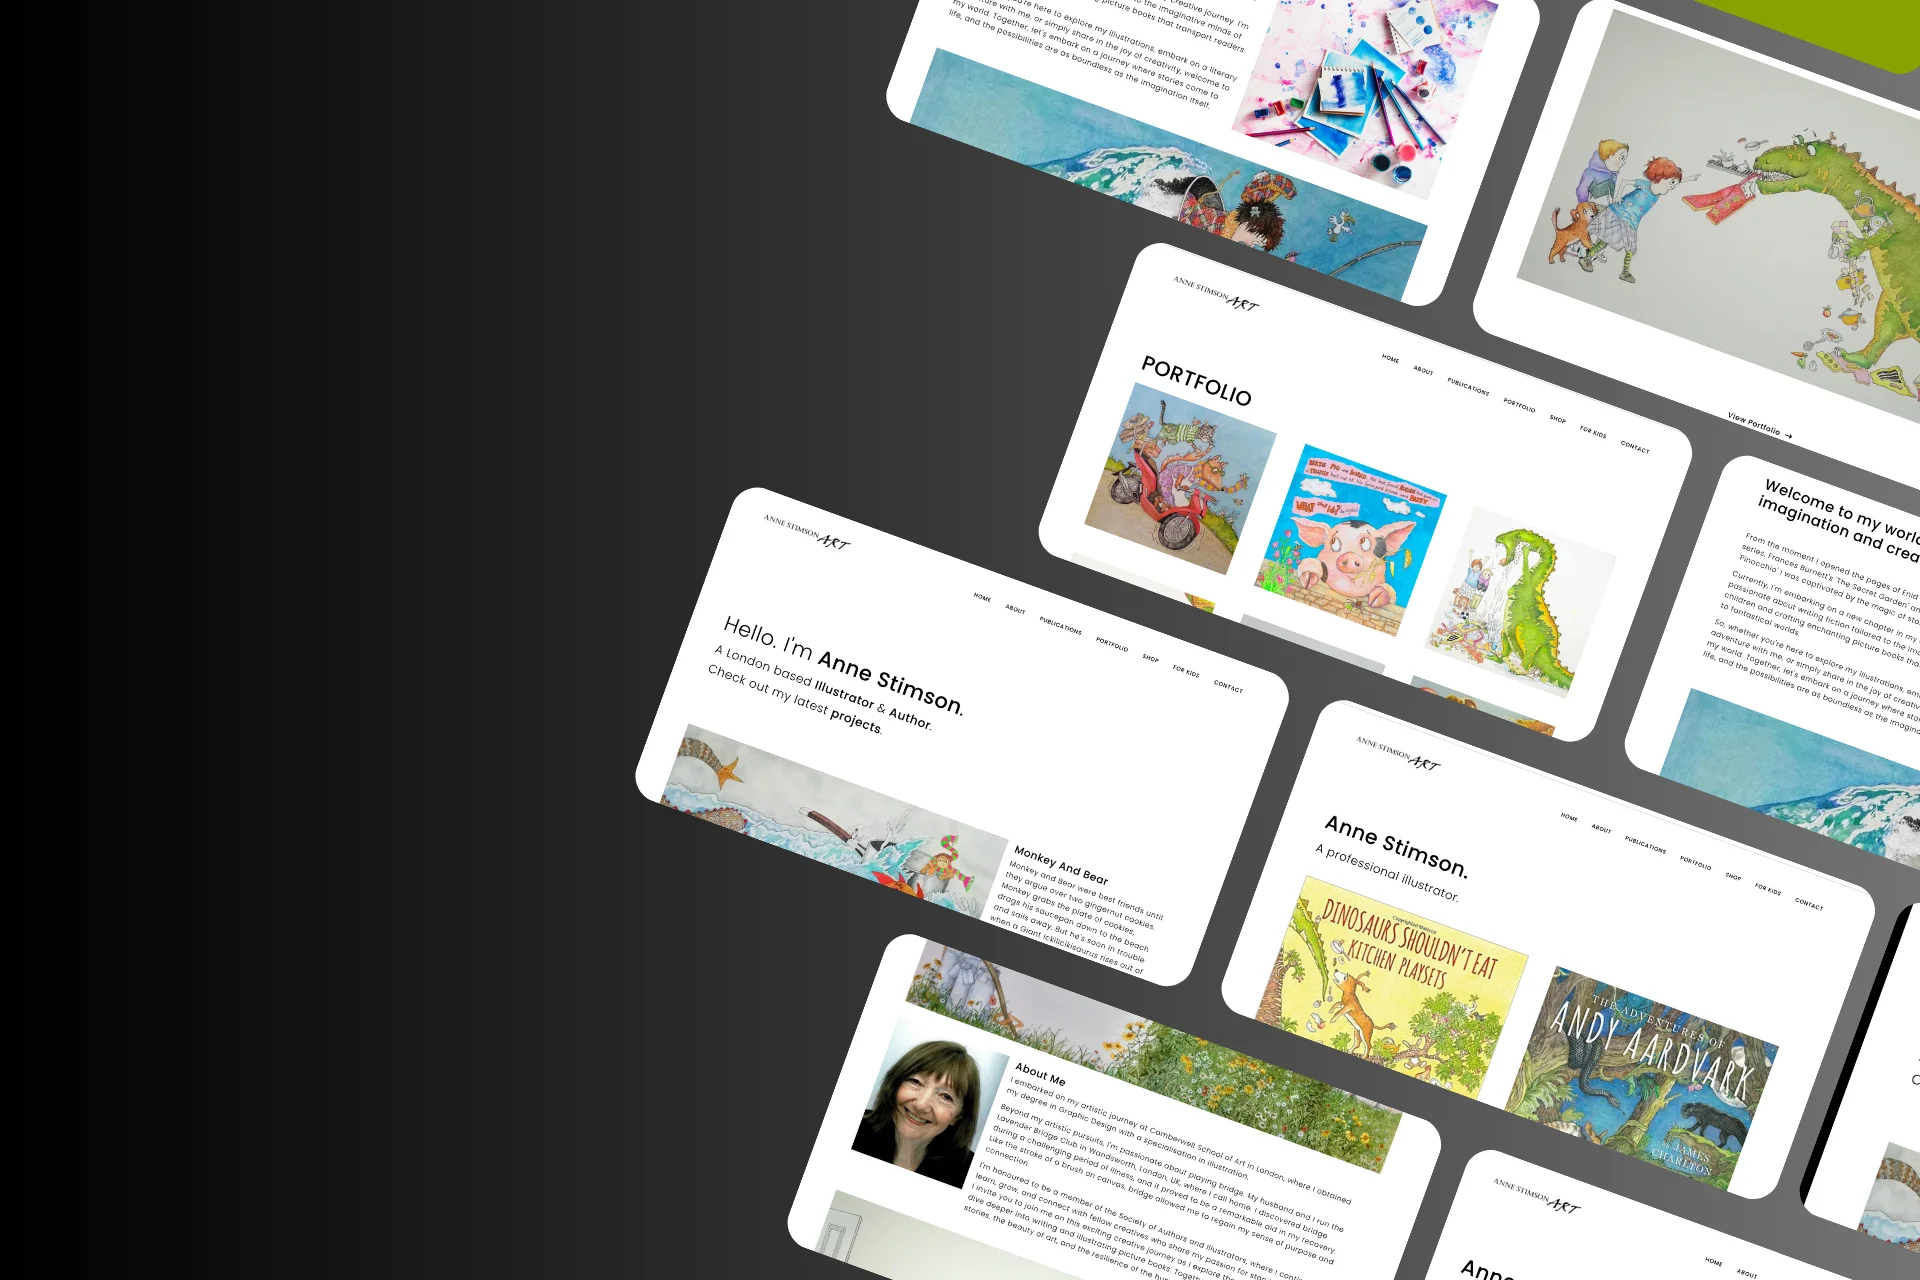 creative journey. I'm
to the imaginative minds of
picture books that transport readers
you're here to explore my illustrations, embark on a literary
with me, or simply share in the joy of creativity, welcome to
my world. Together, let's embark on a journey where stories come to
life, and the possibilities are as boundless as the imagination itself.
View Portfolio →
ANNE STIMSON ART
HOME ABOUT PUBLICATIONS PORTFOLIO SHOP FOR KIDS CONTACT
PORTFOLIO
BORED
WHAT
Welcome to my world
imagination and crea
From the moment I opened the pages of Enid
series, Frances Burnett's 'The Secret Garden' an
'Pinocchio' I was captivated by the magic of sto
Currently, I'm embarking on a new chapter in my
passionate about writing fiction tailored to the ima
children and crafting enchanting picture books tha
to fantastical worlds.
So, whether you're here to explore my illustrations, em
adventure with me, or simply share in the joy of creativ
my world. Together, let's embark on a journey where stor
life, and the possibilities are as boundless as the imagina
ANNE STIMSON ART
HOME ABOUT PUBLICATIONS PORTFOLIO SHOP FOR KIDS CONTACT
Hello. I'm Anne Stimson.
A London based Illustrator & Author.
Check out my latest projects.
Monkey And Bear
Monkey and Bear were best friends until
they argue over two gingernut cookies.
Monkey grabs the plate of cookies,
drags his saucepan down to the beach
and sails away. But he's soon in trouble
when a Giant Ickilicikisaurus rises out of
ANNE STIMSON ART
HOME ABOUT PUBLICATIONS PORTFOLIO SHOP FOR KIDS CONTACT
Anne Stimson.
A professional illustrator.
Copyrighted Material
DINOSAURS SHOULDN'T EAT
KITCHEN PLAYSETS
THE ADVENTURES OF
ANDY AARDVARK
BY JAMES
CHARLTON
About Me
I embarked on my artistic journey at Camberwell School of Art in London, where I obtained
my degree in Graphic Design with a specialisation in illustration.
Beyond my artistic pursuits, I'm passionate about playing bridge. My husband and I run the
Lavender Bridge Club in Wandsworth, London, UK, where I call home. I discovered bridge
during a challenging period of illness, and it proved to be a remarkable aid in my recovery.
Like the stroke of a brush on canvas, bridge allowed me to regain my sense of purpose and
connection.
I'm honoured to be a member of the Society of Authors and Illustrators, where I contin
learn, grow, and connect with fellow creatives who share my passion for stor
I invite you to join me on this exciting creative journey as I explore the
dive deeper into writing and illustrating picture books. Togeth
stories, the beauty of art, and the resilience of the hu
ANNE STIMSON ART
HOME ABOUT
Anne